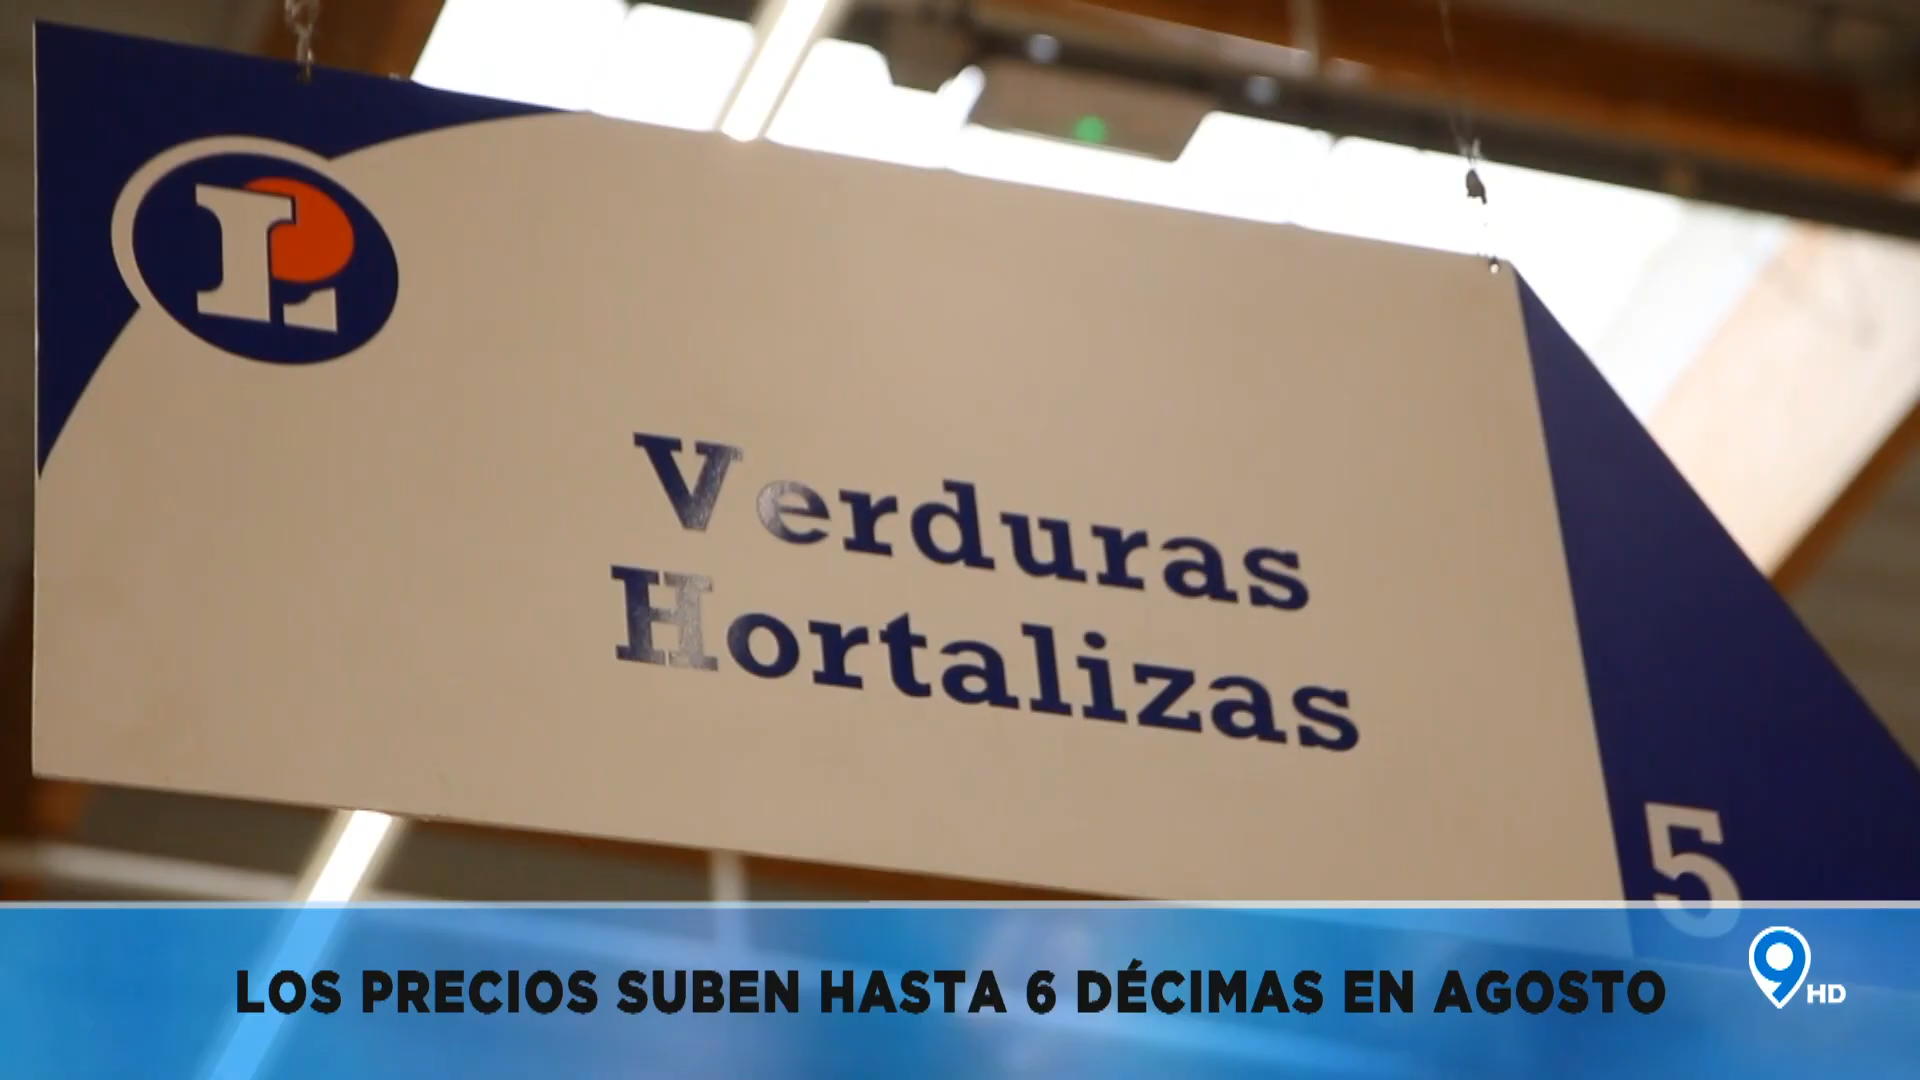 L
Verduras
Hortalizas
5
LOS PRECIOS SUBEN HASTA 6 DÉCIMAS EN AGOSTO
9 HD